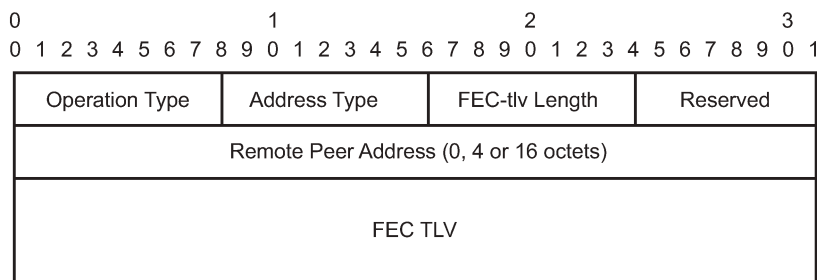 0 1 2 3
0 1 2 3 4 5 6 7 8 9 0 1 2 3 4 5 6 7 8 9 0 1 2 3 4 5 6 7 8 9 0 1
Operation Type Address Type FEC-tlv Length Reserved
Remote Peer Address (0, 4 or 16 octets)
FEC TLV